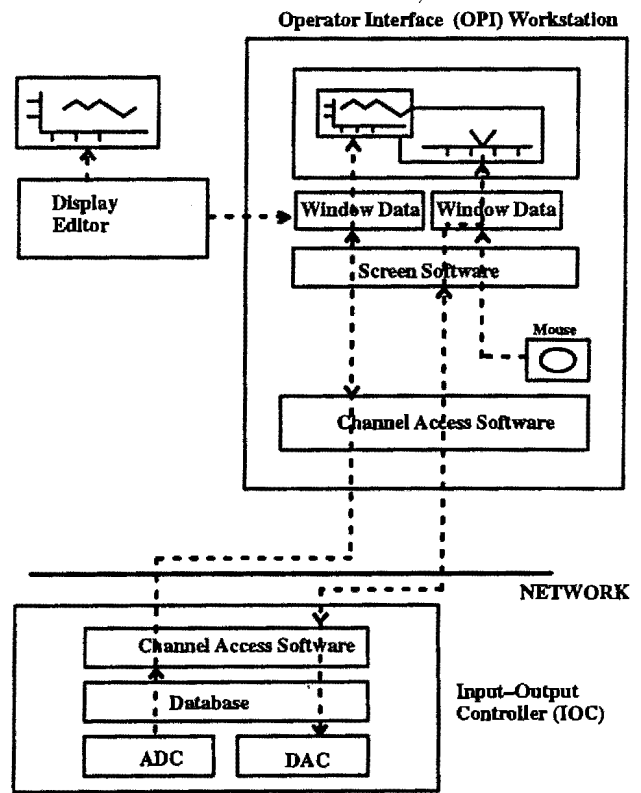 Operator Interface (OPI) Workstation
Display
Editor
Window Data
Window Data
Screen Software
Mouse
Channel Access Software
NETWORK
Channel Access Software
Database
ADC
DAC
Input–Output
Controller (IOC)